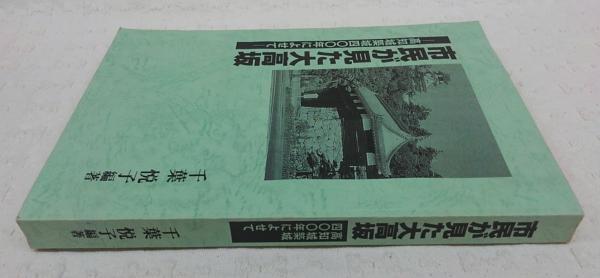 市民が見た大高坂
―高知城築城四〇〇年によせて―
千葉悦子 編著
市民が見た大高坂
高知城築城
四〇〇年によせて
千葉悦子 編著